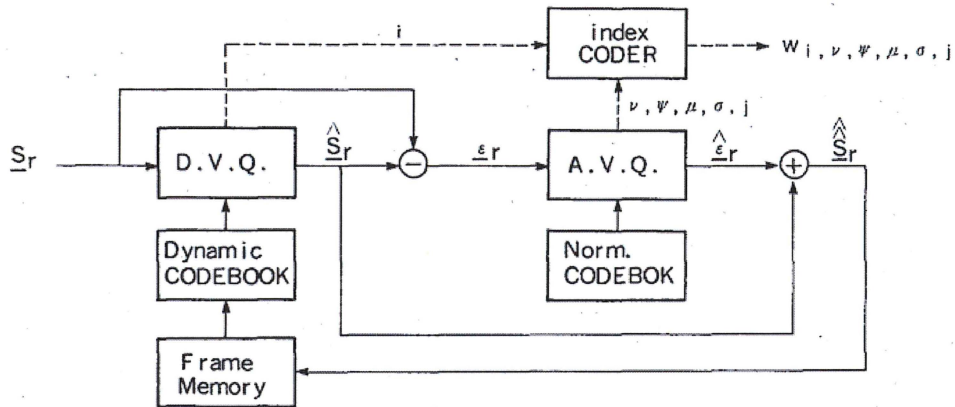 i
index
CODER
W i, ν, ψ, μ, σ, j
ν, ψ, μ, σ, j
S r
D.V.Q.
Ŝ r
−
ε r
A.V.Q.
ε̂ r
+
Ŝ̂ r
Dynamic
CODEBOOK
Norm.
CODEBOK
Frame
Memory